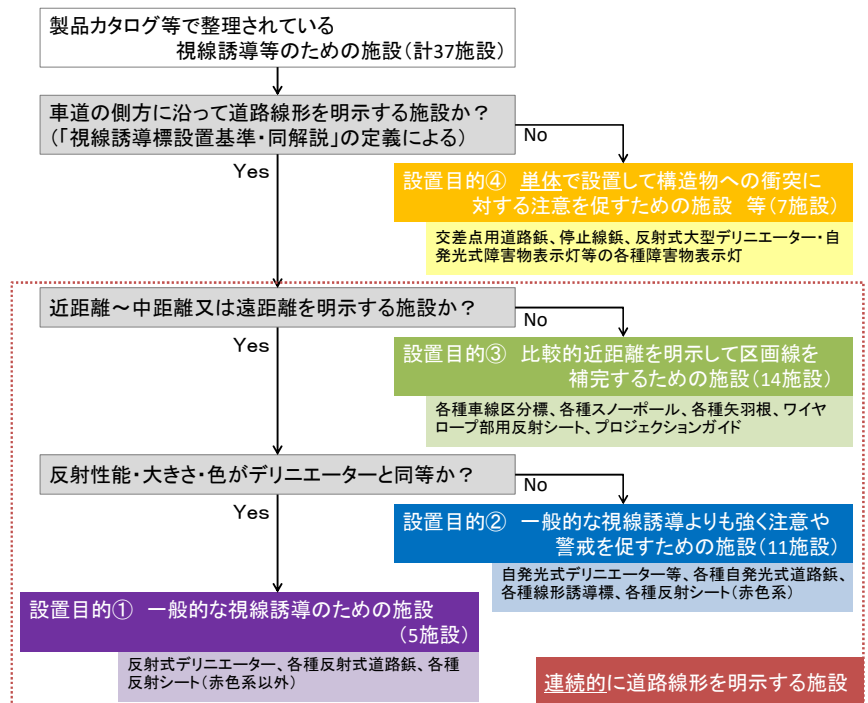 製品カタログ等で整理されている
視線誘導等のための施設（計37施設）
車道の側方に沿って道路線形を明示する施設か？
（「視線誘導標設置基準・同解説」の定義による）
No
Yes
設置目的④　単体で設置して構造物への衝突に
対する注意を促すための施設　等（7施設）
交差点用道路鋲、停止線鋲、反射式大型デリニエーター・自
発光式障害物表示灯等の各種障害物表示灯
近距離～中距離又は遠距離を明示する施設か？
No
Yes
設置目的③　比較的近距離を明示して区画線を
補完するための施設（14施設）
各種車線区分標、各種スノーポール、各種矢羽根、ワイヤ
ロープ部用反射シート、プロジェクションガイド
反射性能・大きさ・色がデリニエーターと同等か？
No
Yes
設置目的②　一般的な視線誘導よりも強く注意や
警戒を促すための施設（11施設）
自発光式デリニエーター等、各種自発光式道路鋲、
各種線形誘導標、各種反射シート（赤色系）
設置目的①　一般的な視線誘導のための施設
（5施設）
反射式デリニエーター、各種反射式道路鋲、各種
反射シート（赤色系以外）
連続的に道路線形を明示する施設